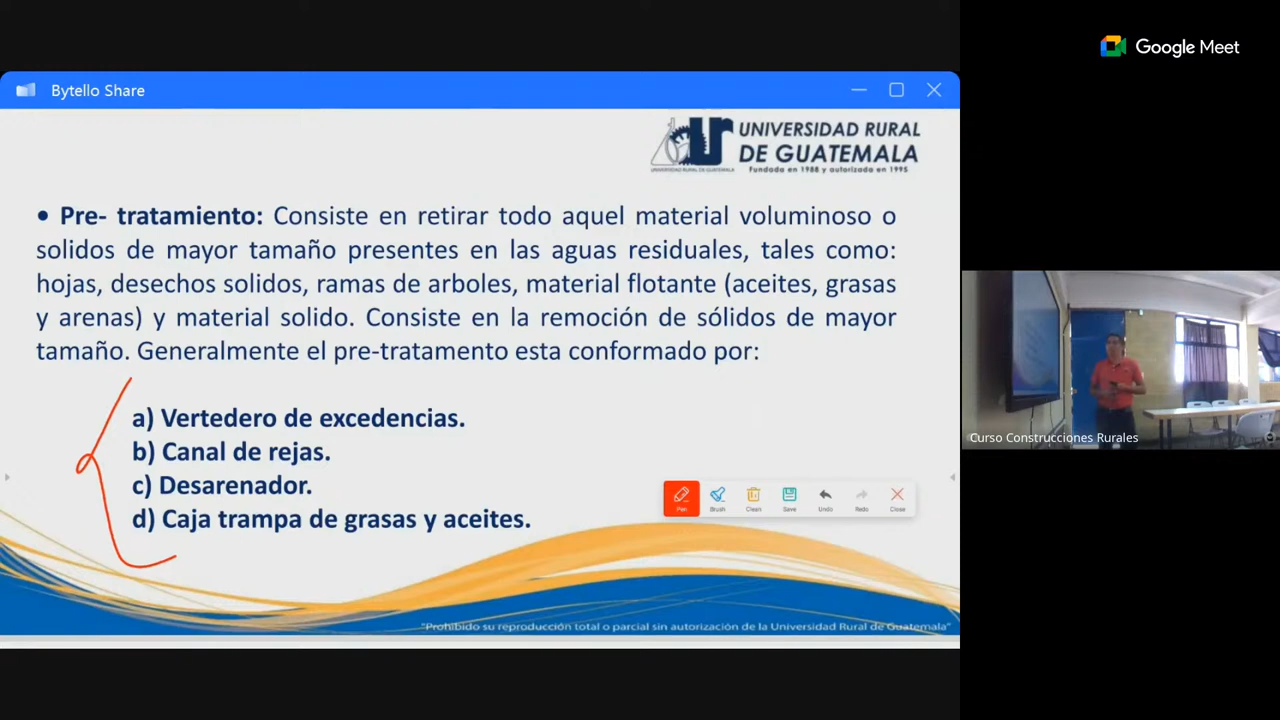 Google Meet
Bytello Share
UNIVERSIDAD RURAL
DE GUATEMALA
UNIVERSIDAD RURAL DE GUATEMALA
Fundada en 1988 y autorizada en 1995
• Pre- tratamiento: Consiste en retirar todo aquel material voluminoso o
solidos de mayor tamaño presentes en las aguas residuales, tales como:
hojas, desechos solidos, ramas de arboles, material flotante (aceites, grasas
y arenas) y material solido. Consiste en la remoción de sólidos de mayor
tamaño. Generalmente el pre-tratamento esta conformado por:
a) Vertedero de excedencias.
b) Canal de rejas.
c) Desarenador.
d) Caja trampa de grasas y aceites.
Pen Brush Clean Save Undo Redo Close
"Prohibido su reproducción total o parcial sin autorización de la Universidad Rural de Guatemala"
Curso Construcciones Rurales